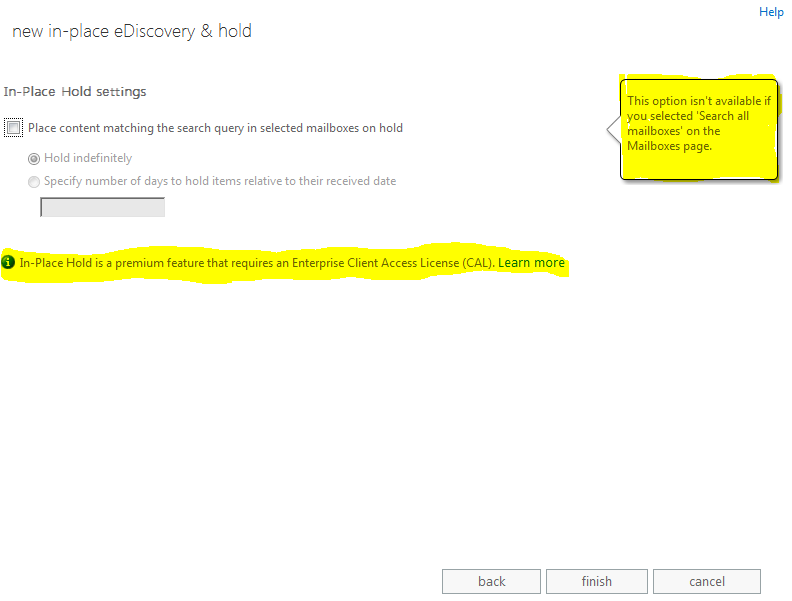 Help
new in-place eDiscovery & hold
In-Place Hold settings
Place content matching the search query in selected mailboxes on hold
Hold indefinitely
Specify number of days to hold items relative to their received date
This option isn't available if
you selected 'Search all
mailboxes' on the
Mailboxes page.
In-Place Hold is a premium feature that requires an Enterprise Client Access License (CAL). Learn more
back finish cancel